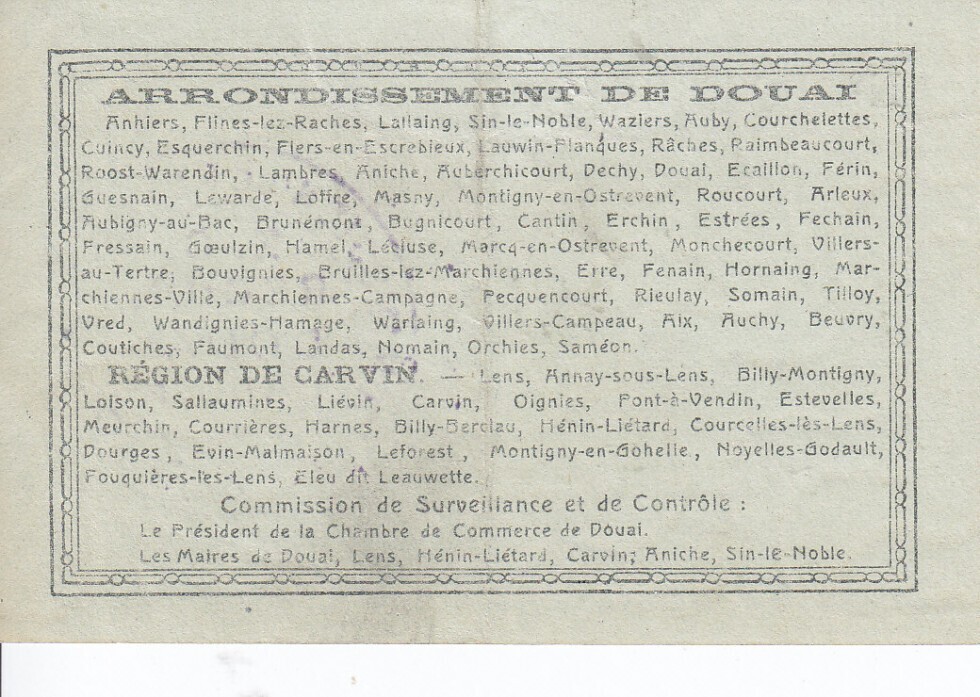 ARRONDISSEMENT DE DOUAI
Anhiers, Flines-lez-Raches, Lallaing, Sin-le-Noble, Waziers, Auby, Courchelettes,
Cuincy, Esquerchin, Flers-en-Escrebieux, Lauwin-Planques, Râches, Raimbeaucourt,
Roost-Warendin, Lambres, Aniche, Auberchicourt, Dechy, Douai, Ecaillon, Férin,
Guesnain, Lewarde, Loffre, Masny, Montigny-en-Ostrevent, Roucourt, Arleux,
Aubigny-au-Bac, Brunémont, Bugnicourt, Cantin, Erchin, Estrées, Fechain,
Fressain, Gœulzin, Hamel, Lécluse, Marcq-en-Ostrevent, Monchecourt, Villers-
au-Tertre, Bouvignies, Bruilles-lez-Marchiennes, Erre, Fenain, Hornaing, Mar-
chiennes-Ville, Marchiennes-Campagne, Pecquencourt, Rieulay, Somain, Tilloy,
Vred, Wandignies-Hamage, Warlaing, Villers-Campeau, Aix, Auchy, Beuvry,
Coutiches, Faumont, Landas, Nomain, Orchies, Saméon.
RÉGION DE CARVIN. — Lens, Annay-sous-Lens, Billy-Montigny,
Loison, Sallaumines, Liévin, Carvin, Oignies, Pont-à-Vendin, Estevelles,
Meurchin, Courrières, Harnes, Billy-Berclau, Hénin-Liétard, Courcelles-lès-Lens,
Dourges, Evin-Malmaison, Leforest, Montigny-en-Gohelle, Noyelles-Godault,
Fouquières-lès-Lens, Eleu dit Leauwette.
Commission de Surveillance et de Contrôle :
Le Président de la Chambre de Commerce de Douai.
Les Maires de Douai, Lens, Hénin-Liétard, Carvin, Aniche, Sin-le-Noble.